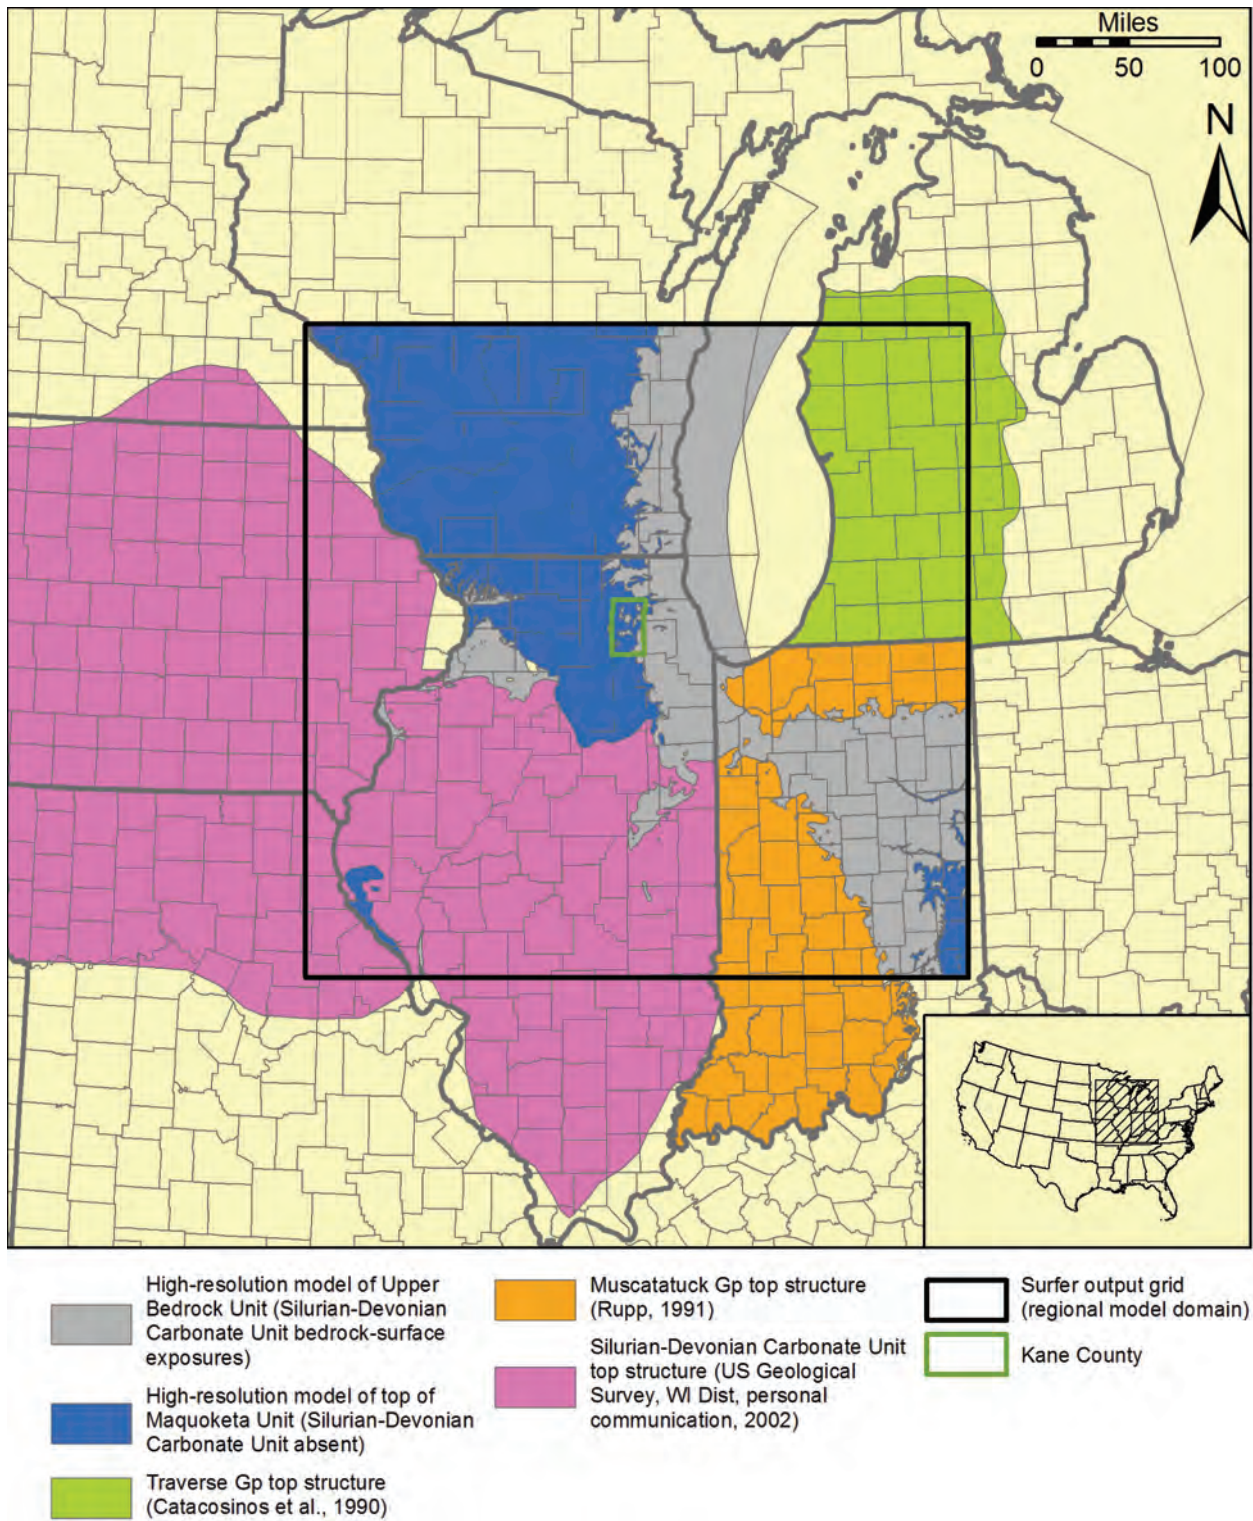 Miles
0 50 100
N
High-resolution model of Upper
Bedrock Unit (Silurian-Devonian
Carbonate Unit bedrock-surface
exposures)
High-resolution model of top of
Maquoketa Unit (Silurian-Devonian
Carbonate Unit absent)
Traverse Gp top structure
(Catacosinos et al., 1990)
Muscatatuck Gp top structure
(Rupp, 1991)
Silurian-Devonian Carbonate Unit
top structure (US Geological
Survey, WI Dist, personal
communication, 2002)
Surfer output grid
(regional model domain)
Kane County